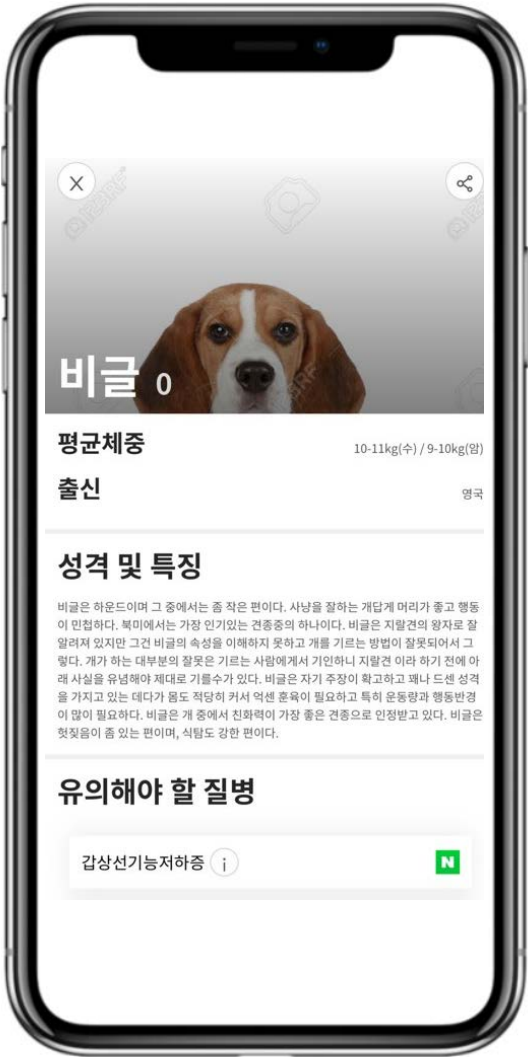 비글 0
평균체중 10-11kg(수) / 9-10kg(암)
출신 영국
성격 및 특징
비글은 하운드이며 그 중에서는 좀 작은 편이다. 사냥을 잘하는 개답게 머리가 좋고 행동
이 민첩하다. 북미에서는 가장 인기있는 견종중의 하나이다. 비글은 지랄견의 왕자로 잘
알려져 있지만 그건 비글의 속성을 이해하지 못하고 개를 기르는 방법이 잘못되어서 그
렇다. 개가 하는 대부분의 잘못은 기르는 사람에게서 기인하니 지랄견 이라 하기 전에 아
래 사실을 유념해야 제대로 기를수가 있다. 비글은 자기 주장이 확고하고 꽤나 드센 성격
을 가지고 있는 데다가 몸도 적당히 커서 억센 훈육이 필요하고 특히 운동량과 행동반경
이 많이 필요하다. 비글은 개 중에서 친화력이 가장 좋은 견종으로 인정받고 있다. 비글은
헛짖음이 좀 있는 편이며, 식탐도 강한 편이다.
유의해야 할 질병
갑상선기능저하증 i N